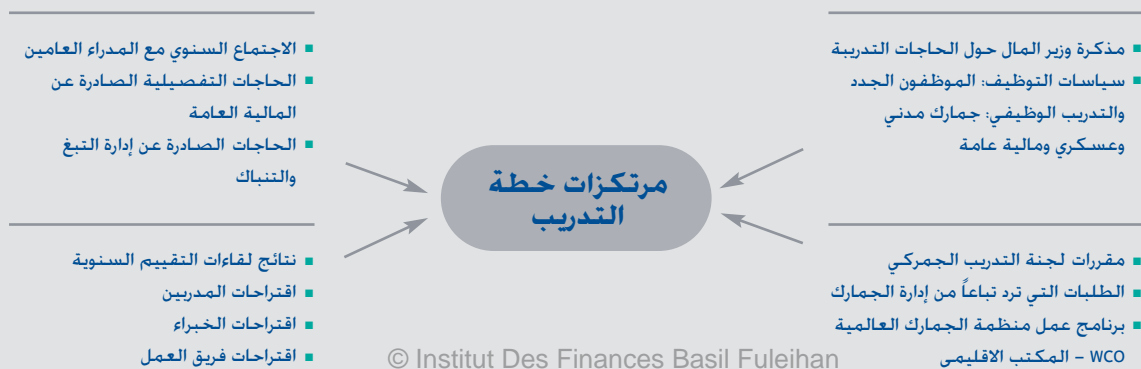 مذكرة وزير المال حول الحاجات التدريبة
سياسات التوظيف: الموظفون الجدد
والتدريب الوظيفي: جمارك مدني
وعسكري ومالية عامة
الاجتماع السنوي مع المدراء العامين
الحاجات التفصيلية الصادرة عن
المالية العامة
الحاجات الصادرة عن إدارة التبغ
والتنباك
مرتكزات خطة
التدريب
مقررات لجنة التدريب الجمركي
الطلبات التي ترد تباعاً من إدارة الجمارك
برنامج عمل منظمة الجمارك العالمية
WCO – المكتب الاقليمي
نتائج لقاءات التقييم السنوية
اقتراحات المدربين
اقتراحات الخبراء
اقتراحات فريق العمل
© Institut Des Finances Basil Fuleihan